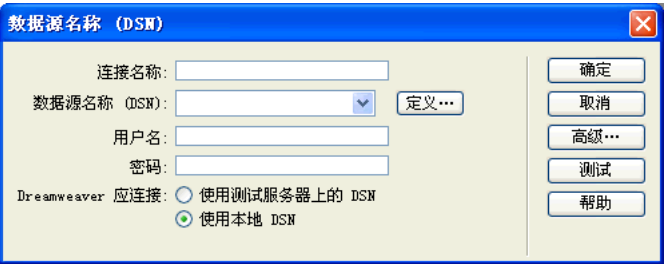 数据源名称 (DSN)
连接名称:
确定
数据源名称 (DSN):
定义…
取消
用户名:
高级…
密码:
测试
Dreamweaver 应连接:
使用测试服务器上的 DSN
帮助
使用本地 DSN